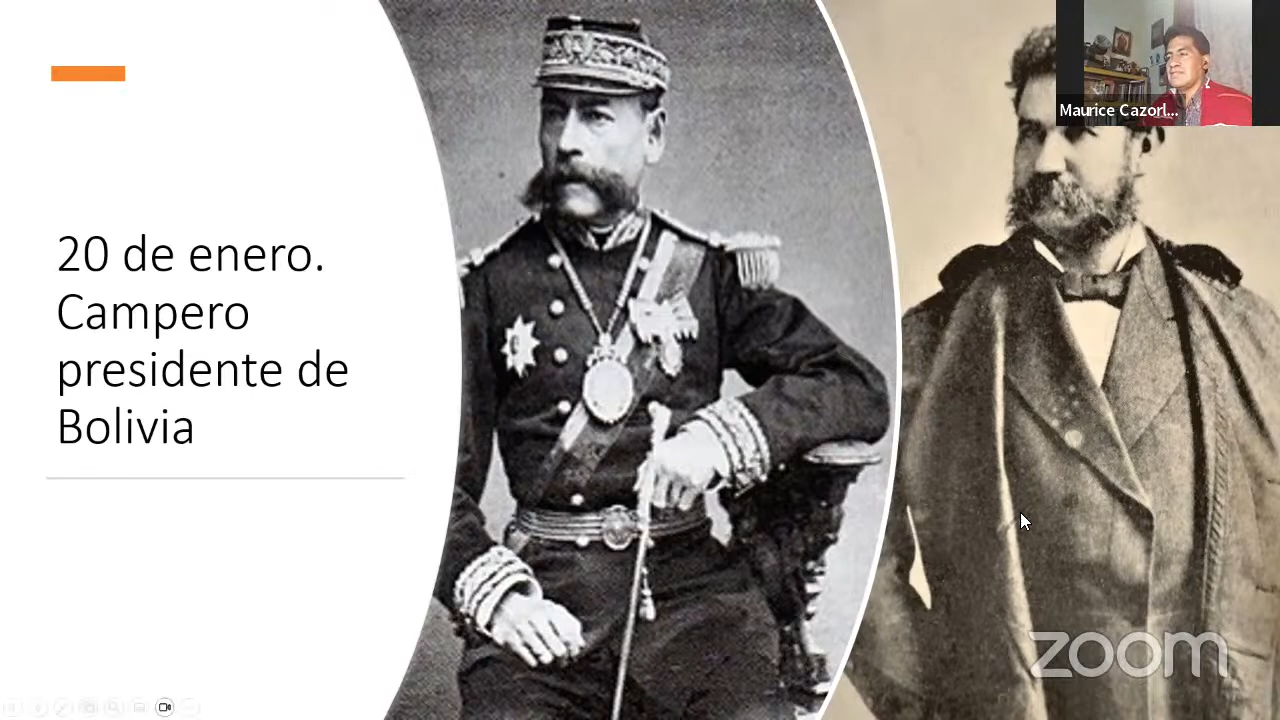 20 de enero.
Campero
presidente de
Bolivia
Maurice Cazorl...
zoom